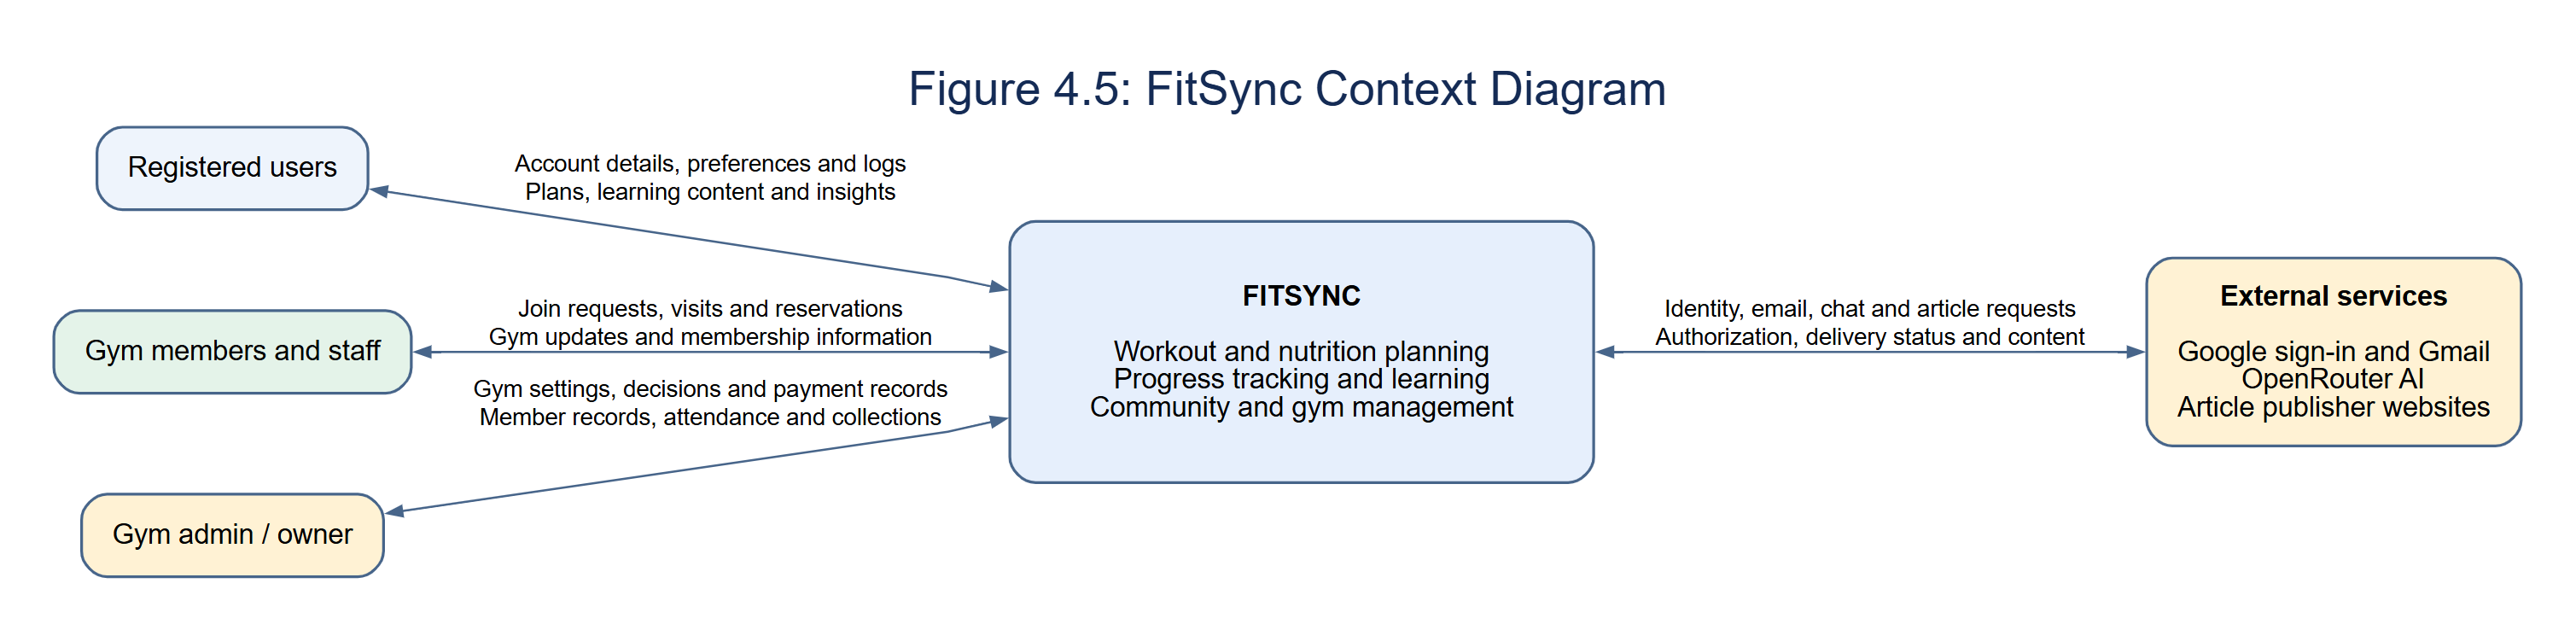 Figure 4.5: FitSync Context Diagram
Registered users
Account details, preferences and logs
Plans, learning content and insights
Gym members and staff
Join requests, visits and reservations
Gym updates and membership information
Gym settings, decisions and payment records
Member records, attendance and collections
Gym admin / owner
FITSYNC
Workout and nutrition planning
Progress tracking and learning
Community and gym management
Identity, email, chat and article requests
Authorization, delivery status and content
External services
Google sign-in and Gmail
OpenRouter AI
Article publisher websites